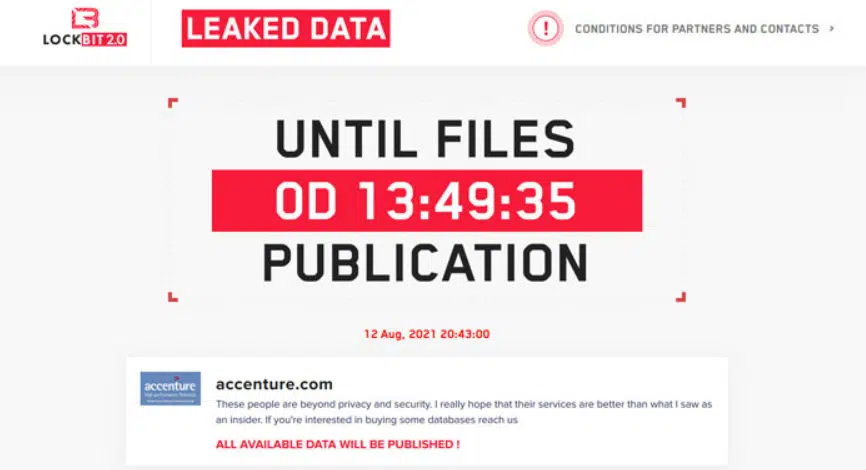 LOCKBIT 2.0
LEAKED DATA
! CONDITIONS FOR PARTNERS AND CONTACTS >
UNTIL FILES
0D 13:49:35
PUBLICATION
12 Aug, 2021 20:43:00
accenture
accenture.com
These people are beyond privacy and security. I really hope that their services are better than what I saw as
an insider. If you're interested in buying some databases reach us
ALL AVAILABLE DATA WILL BE PUBLISHED !